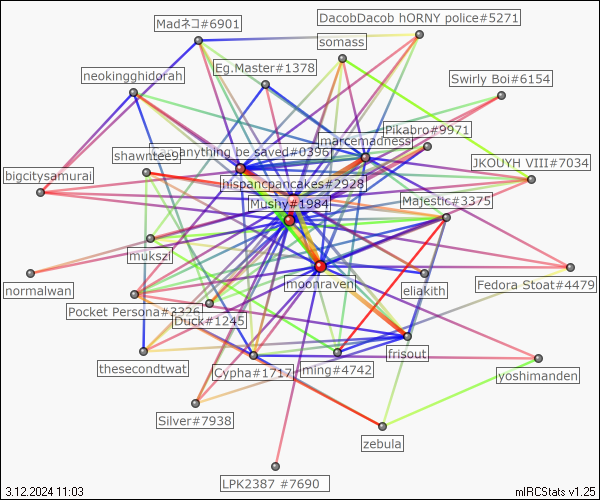 Madネコ#6901
DacobDacob hORNY police#5271
somass
neokingghidorah
Eg.Master#1378
Swirly Boi#6154
Pikabro#9971
marcemadness
anything be saved#0396
shawntee9
JKOUYH VIII#7034
bigcitysamurai
hispancpancakes#2928
Mushy#1984
Majestic#3375
mukszi
normalwan
moonraven
eliakith
Fedora Stoat#4479
Pocket Persona#2326
Duck#1245
thesecondtwat
Cypha#1717
ming#4742
frisout
yoshimanden
Silver#7938
zebula
LPK2387 #7690
3.12.2024 11:03
mIRCStats v1.25